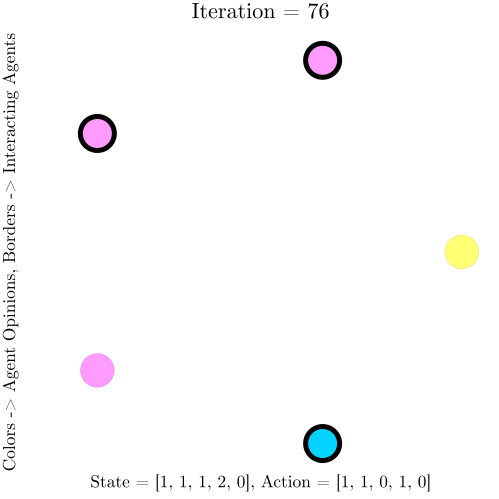 Iteration = 76
Colors -> Agent Opinions, Borders -> Interacting Agents
State = [1, 1, 1, 2, 0], Action = [1, 1, 0, 1, 0]